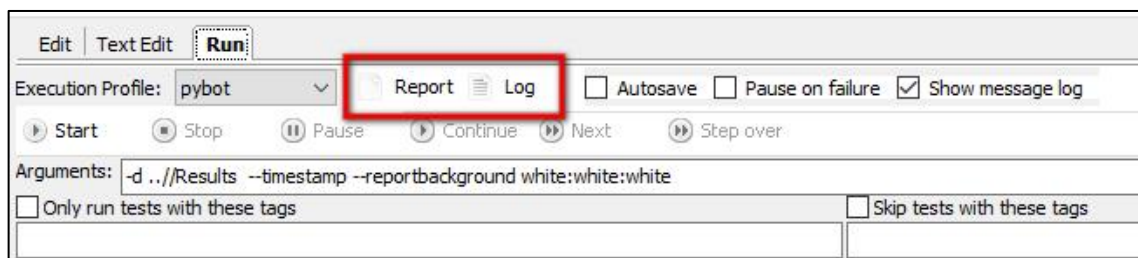 Edit Text Edit Run
Execution Profile: pybot Report Log Autosave Pause on failure Show message log
Start Stop Pause Continue Next Step over
Arguments: -d ..//Results --timestamp --reportbackground white:white:white
Only run tests with these tags Skip tests with these tags